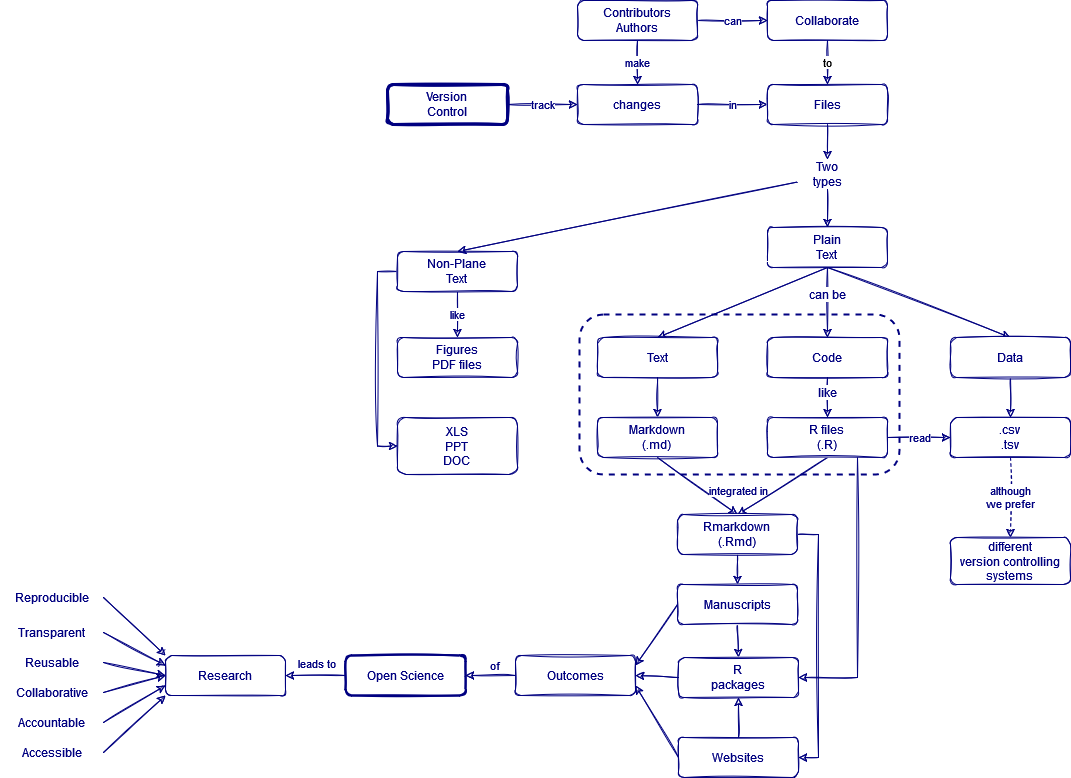 Contributors
Authors
can
Collaborate
make
to
Version
Control
track
changes
in
Files
Two
types
Plain
Text
Non-Plane
Text
can be
like
Figures
PDF files
Text
Code
Data
like
XLS
PPT
DOC
Markdown
(.md)
R files
(.R)
read
.csv
.tsv
integrated in
although
we prefer
Rmarkdown
(.Rmd)
different
version controlling
systems
Manuscripts
Reproducible
Transparent
Reusable
Collaborative
Accountable
Accessible
Research
leads to
Open Science
of
Outcomes
R
packages
Websites